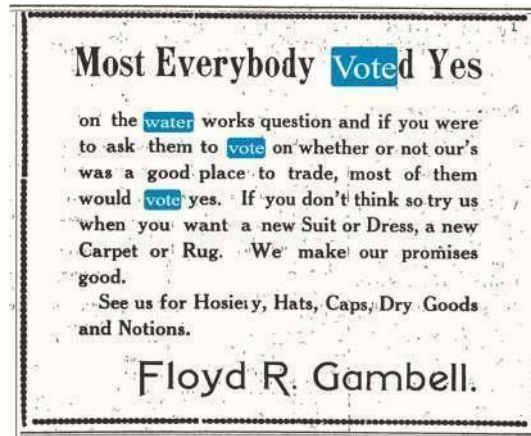 Most Everybody Voted Yes
on the water works question and if you were
to ask them to vote on whether or not our's
was a good place to trade, most of them
would vote yes. If you don't think so try us
when you want a new Suit or Dress, a new
Carpet or Rug. We make our promises
good.
See us for Hosiery, Hats, Caps, Dry Goods
and Notions.
Floyd R. Gambell.